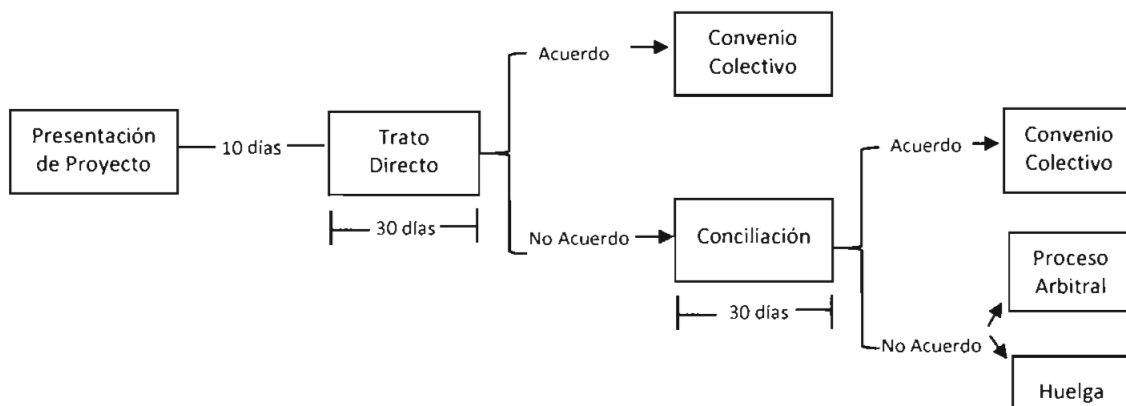 Presentación
de Proyecto
10 días
Trato
Directo
30 días
Acuerdo
Convenio
Colectivo
No Acuerdo
Conciliación
30 días
Acuerdo
Convenio
Colectivo
No Acuerdo
Proceso
Arbitral
Huelga